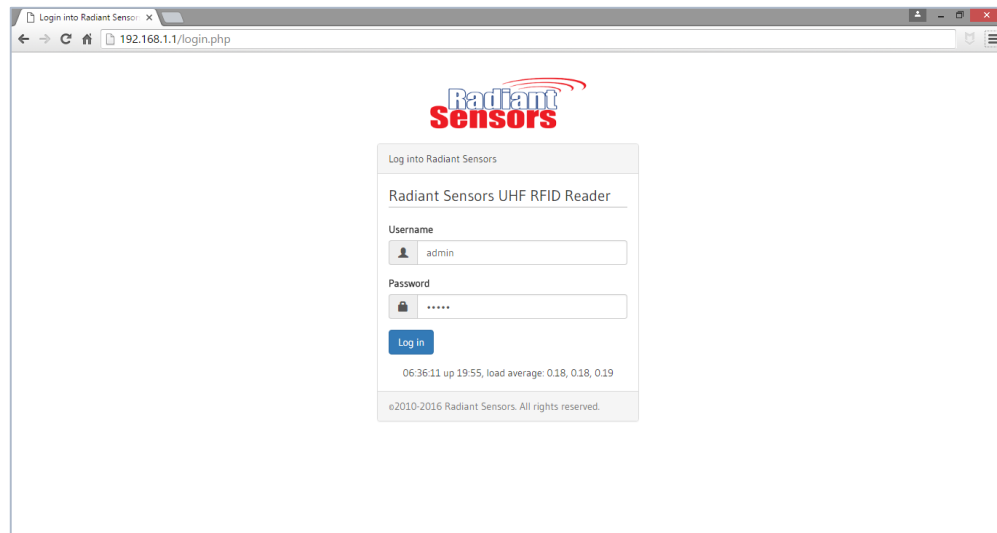 Login into Radiant Sensor
192.168.1.1/login.php
Radiant
Sensors
Log into Radiant Sensors
Radiant Sensors UHF RFID Reader
Username
admin
Password
•••••
Log in
06:36:11 up 19:55, load average: 0.18, 0.18, 0.19
©2010-2016 Radiant Sensors. All rights reserved.